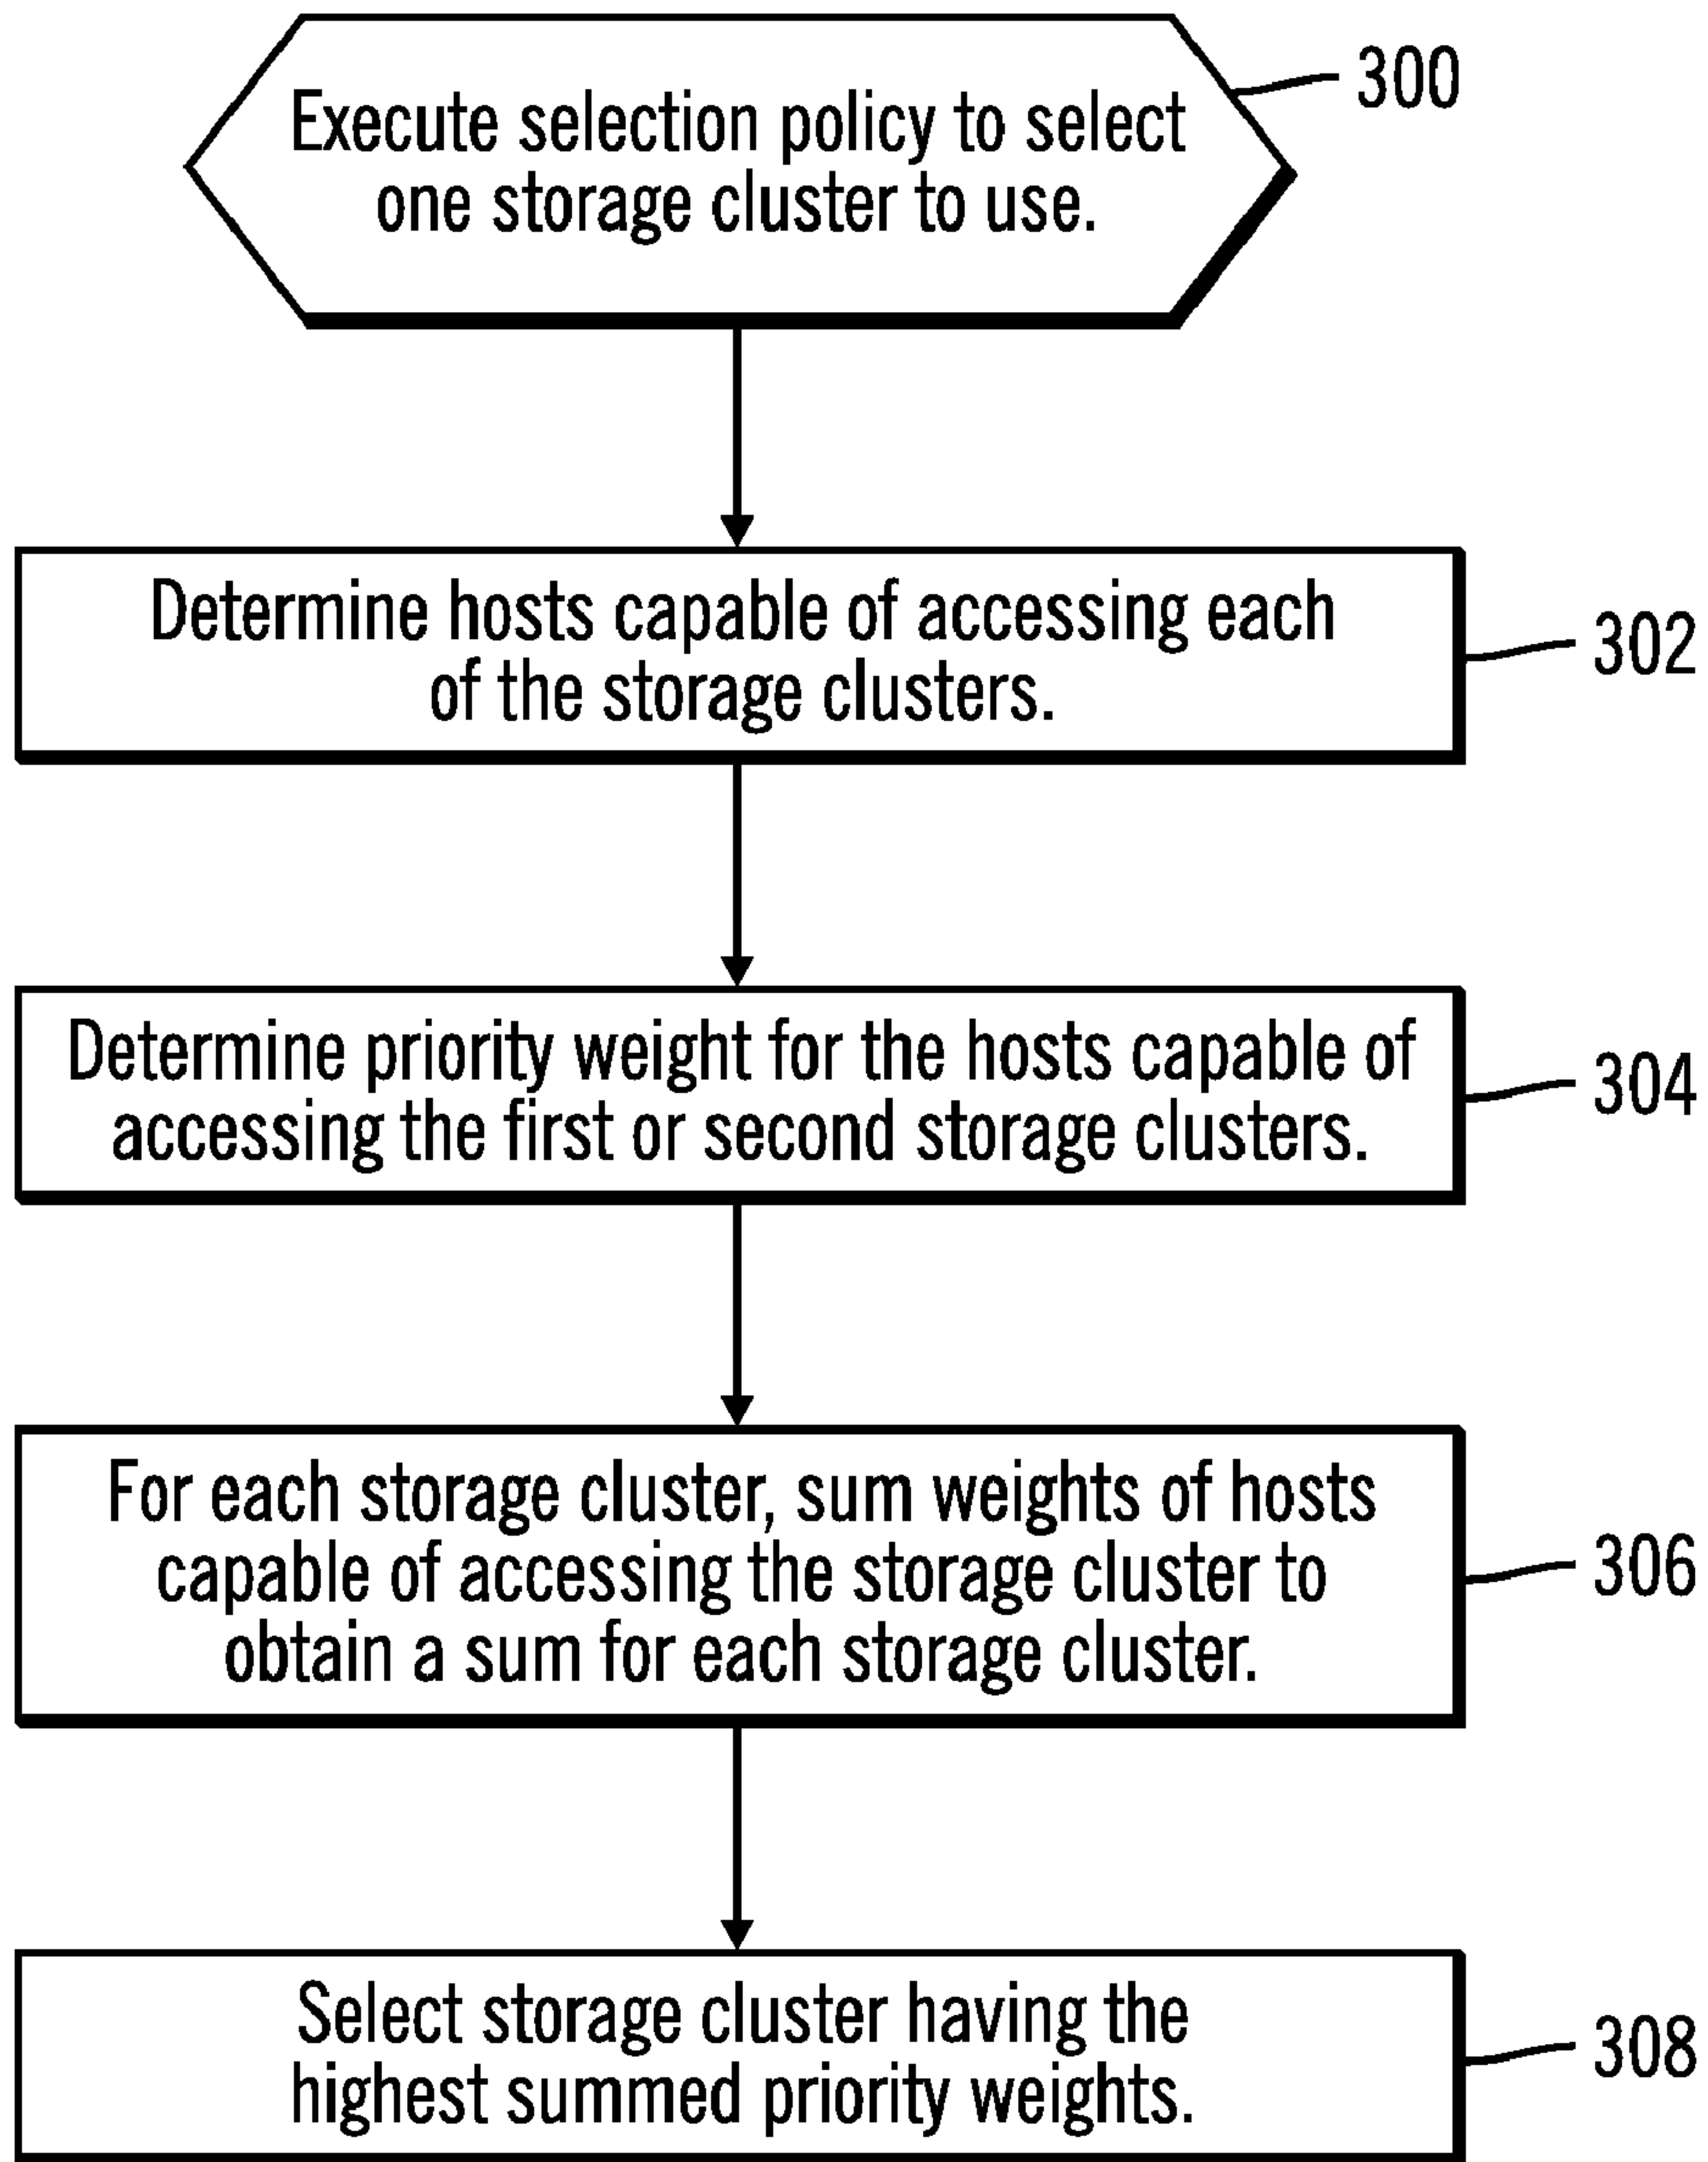 Execute selection policy to select
one storage cluster to use.
300
Determine hosts capable of accessing each
of the storage clusters.
302
Determine priority weight for the hosts capable of
accessing the first or second storage clusters.
304
For each storage cluster, sum weights of hosts
capable of accessing the storage cluster to
obtain a sum for each storage cluster.
306
Select storage cluster having the
highest summed priority weights.
308